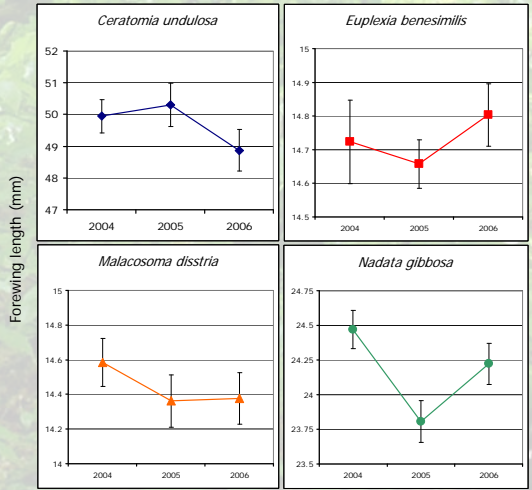 Ceratomia undulosa
52
51
50
49
48
47
2004 2005 2006
Euplexia benesimilis
15
14.9
14.8
14.7
14.6
14.5
2004 2005 2006
Forewing length (mm)
Malacosoma disstria
15
14.8
14.6
14.4
14.2
14
2004 2005 2006
Nadata gibbosa
24.75
24.5
24.25
24
23.75
23.5
2004 2005 2006